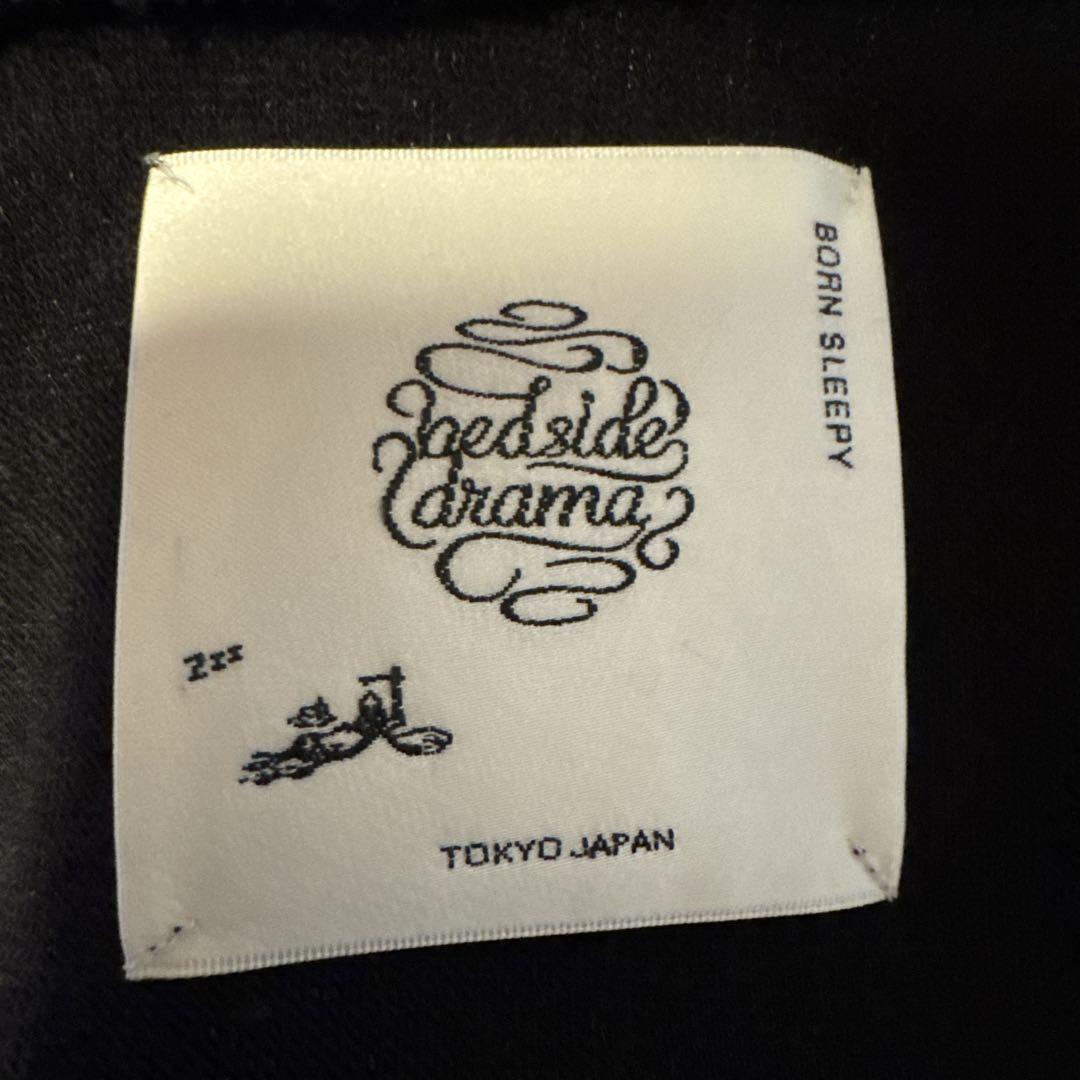 BORN SLEEPY
bedside
drama
Zzz
TOKYO JAPAN